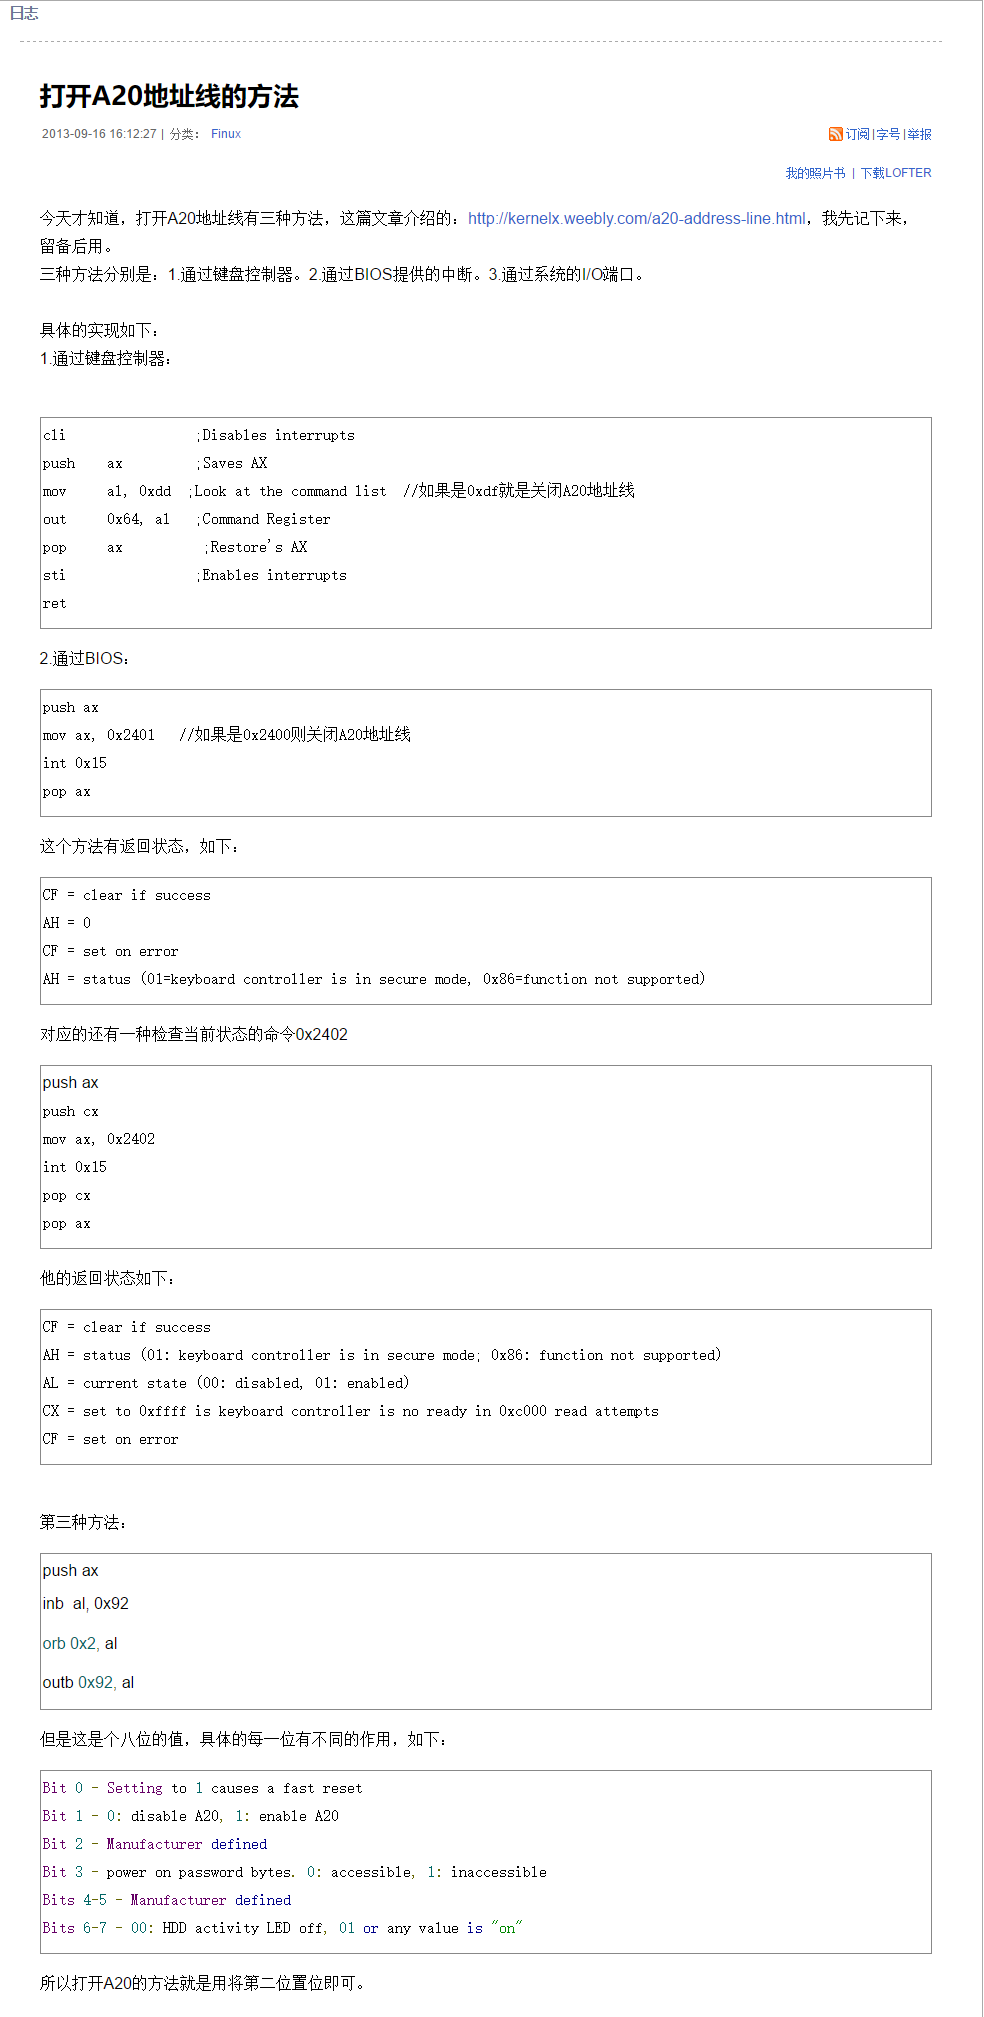 日志
打开A20地址线的方法
2013-09-16 16:12:27 | 分类： Finux
订阅 | 字号 | 举报
我的照片书 | 下载LOFTER
今天才知道，打开A20地址线有三种方法，这篇文章介绍的：http://kernelx.weebly.com/a20-address-line.html，我先记下来，
留备后用。
三种方法分别是：1.通过键盘控制器。2.通过BIOS提供的中断。3.通过系统的I/O端口。
具体的实现如下：
1.通过键盘控制器：
cli                ;Disables interrupts
push    ax         ;Saves AX
mov     al, 0xdd  ;Look at the command list  //如果是0xdf就是关闭A20地址线
out     0x64, al   ;Command Register
pop     ax          ;Restore's AX
sti                ;Enables interrupts
ret
2.通过BIOS：
push ax
mov ax, 0x2401   //如果是0x2400则关闭A20地址线
int 0x15
pop ax
这个方法有返回状态，如下：
CF = clear if success
AH = 0
CF = set on error
AH = status (01=keyboard controller is in secure mode, 0x86=function not supported)
对应的还有一种检查当前状态的命令0x2402
push ax
push cx
mov ax, 0x2402
int 0x15
pop cx
pop ax
他的返回状态如下：
CF = clear if success
AH = status (01: keyboard controller is in secure mode; 0x86: function not supported)
AL = current state (00: disabled, 01: enabled)
CX = set to 0xffff is keyboard controller is no ready in 0xc000 read attempts
CF = set on error
第三种方法：
push ax
inb  al, 0x92
orb 0x2, al
outb 0x92, al
但是这是个八位的值，具体的每一位有不同的作用，如下：
Bit 0 - Setting to 1 causes a fast reset
Bit 1 - 0: disable A20, 1: enable A20
Bit 2 - Manufacturer defined
Bit 3 - power on password bytes. 0: accessible, 1: inaccessible
Bits 4-5 - Manufacturer defined
Bits 6-7 - 00: HDD activity LED off, 01 or any value is "on"
所以打开A20的方法就是用将第二位置位即可。